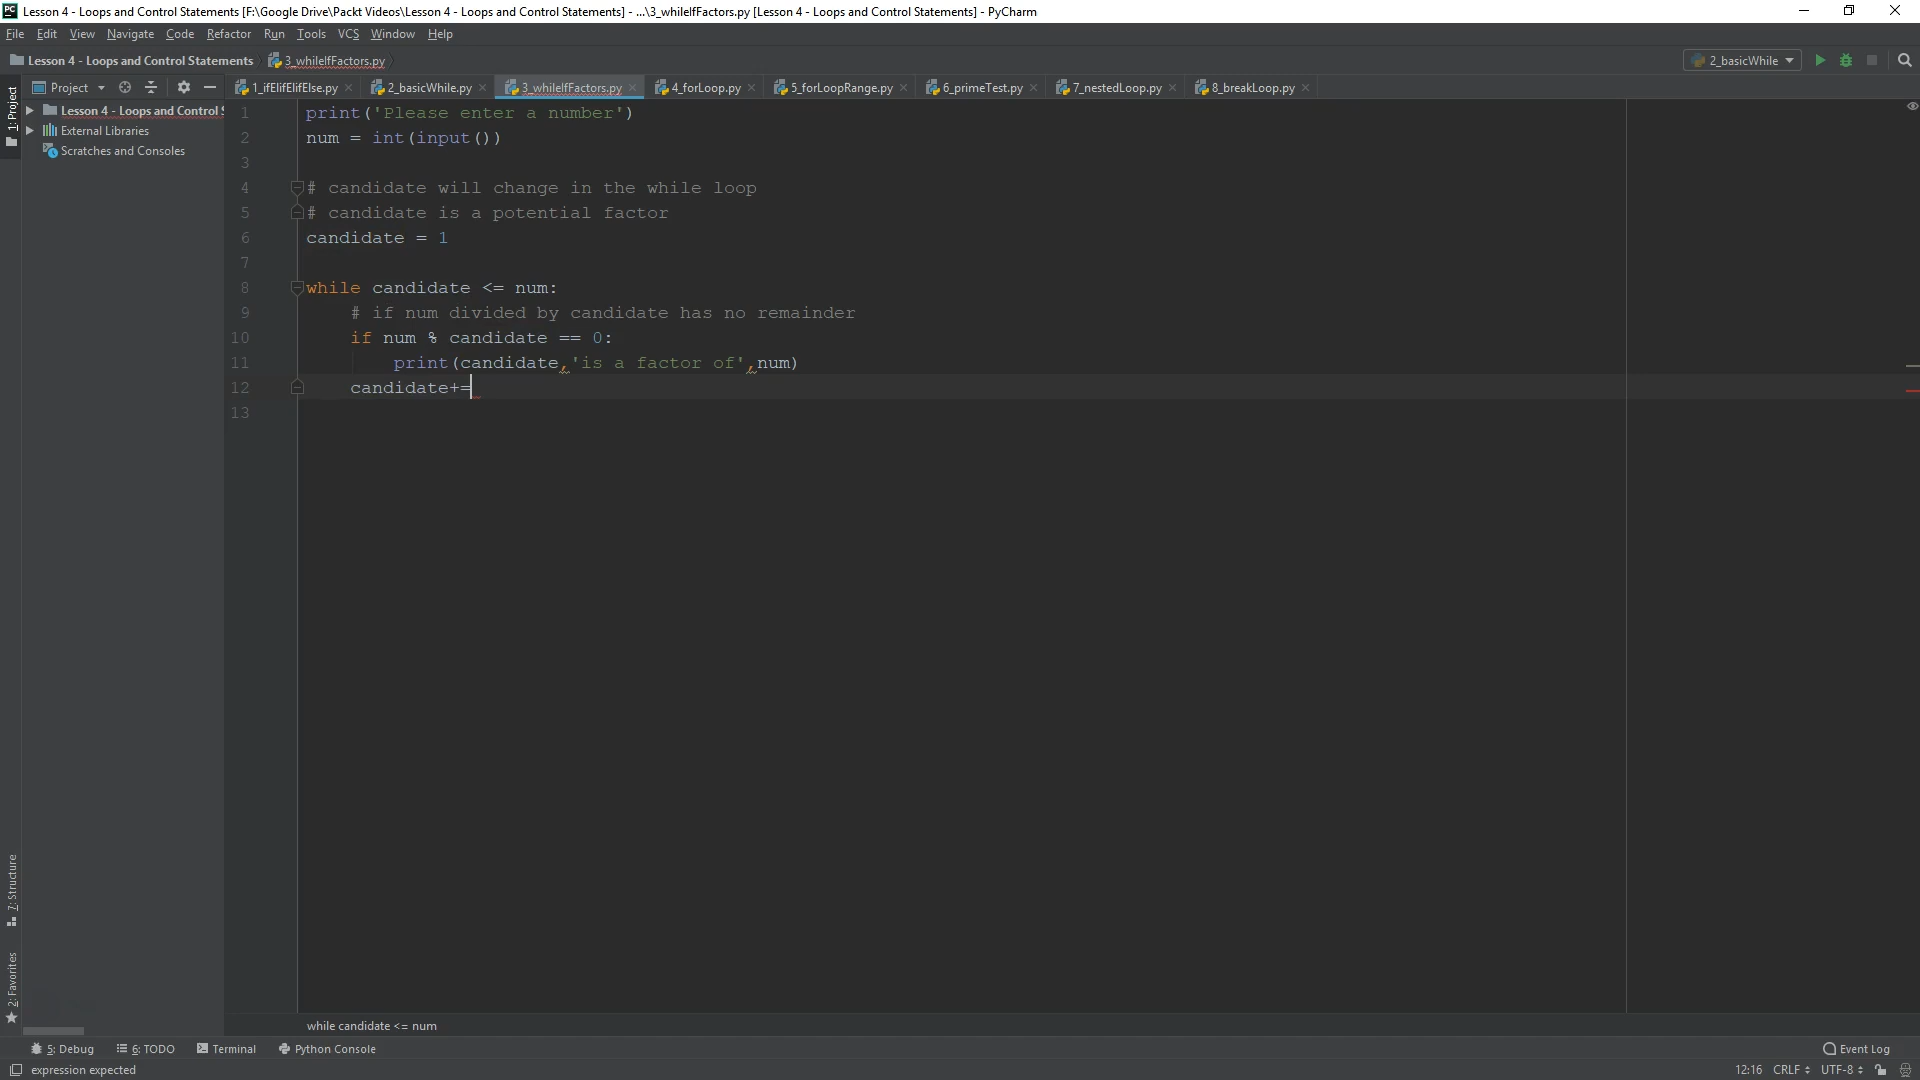 Lesson 4 - Loops and Control Statements [F:\Google Drive\Packt Videos\Lesson 4 - Loops and Control Statements] - ...\3_whileIfFactors.py [Lesson 4 - Loops and Control Statements] - PyCharm
File Edit View Navigate Code Refactor Run Tools VCS Window Help
Lesson 4 - Loops and Control Statements 3_whileIfFactors.py 2_basicWhile
Project 1_ifElifElifElse.py 2_basicWhile.py 3_whileIfFactors.py 4_forLoop.py 5_forLoopRange.py 6_primeTest.py 7_nestedLoop.py 8_breakLoop.py
1: Project
Lesson 4 - Loops and Control S
External Libraries
Scratches and Consoles
1 print('Please enter a number')
2 num = int(input())
3
4 # candidate will change in the while loop
5 # candidate is a potential factor
6 candidate = 1
7
8 while candidate <= num:
9 # if num divided by candidate has no remainder
10 if num % candidate == 0:
11 print(candidate,'is a factor of',num)
12 candidate+=
13
7: Structure
2: Favorites
while candidate <= num
5: Debug 6: TODO Terminal Python Console Event Log
expression expected 12:16 CRLF UTF-8